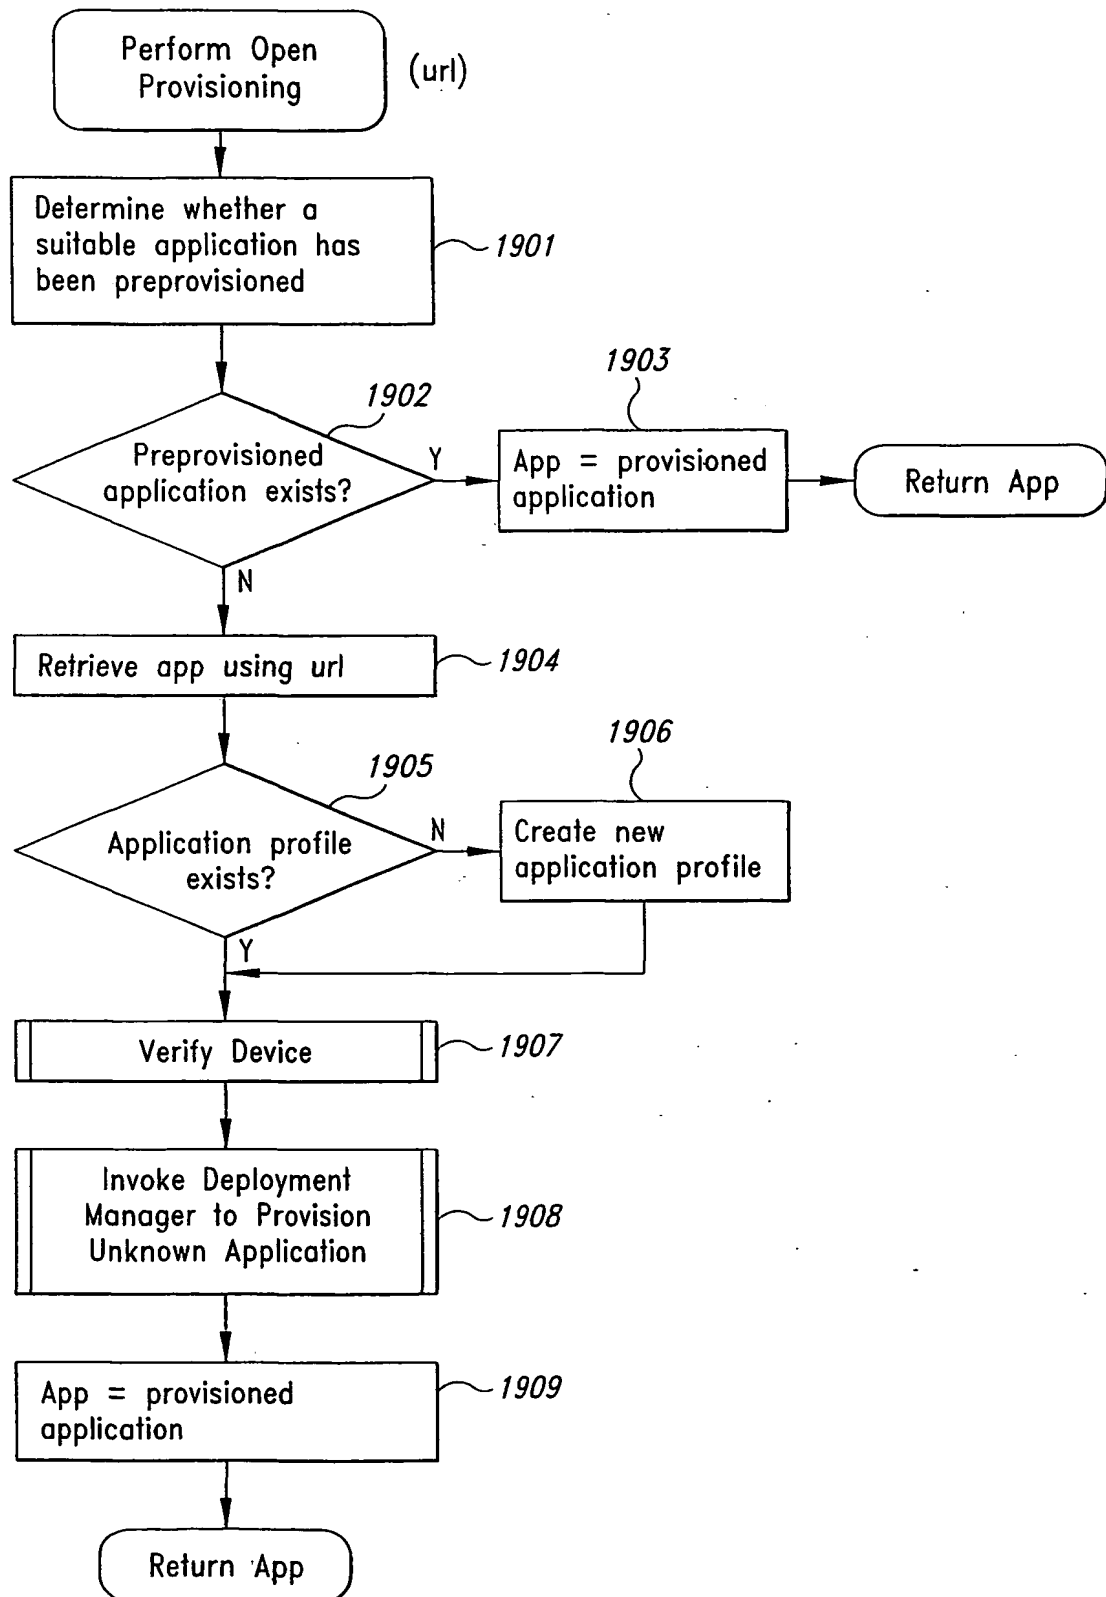 Perform Open
Provisioning
(url)
Determine whether a
suitable application has
been preprovisioned
1901
1902
Preprovisioned
application exists?
Y
N
1903
App = provisioned
application
Return App
Retrieve app using url
1904
1905
Application profile
exists?
N
Y
1906
Create new
application profile
Verify Device
1907
Invoke Deployment
Manager to Provision
Unknown Application
1908
App = provisioned
application
1909
Return App